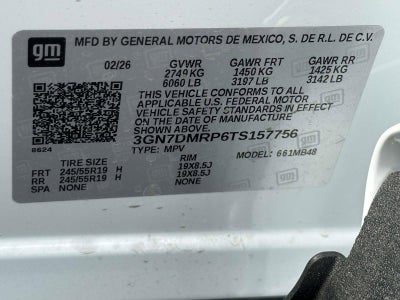 gm
MFD BY GENERAL MOTORS DE MEXICO, S. DE R.L. DE C.V.
02/26 GVWR GAWR FRT GAWR RR
2749 KG 1450 KG 1425 KG
6060 LB 3197 LB 3142 LB
THIS VEHICLE CONFORMS TO ALL
APPLICABLE U.S. FEDERAL MOTOR
VEHICLE SAFETY STANDARDS IN EFFECT ON
THE DATE OF MANUFACTURE SHOWN ABOVE.
3GN7DMRP6TS157756
8624 TYPE: MPV MODEL: 661MB48
TIRE SIZE RIM
FRT 245/55R19 H 19X8.5J
RR 245/55R19 H 19X8.5J
SPA NONE NONE